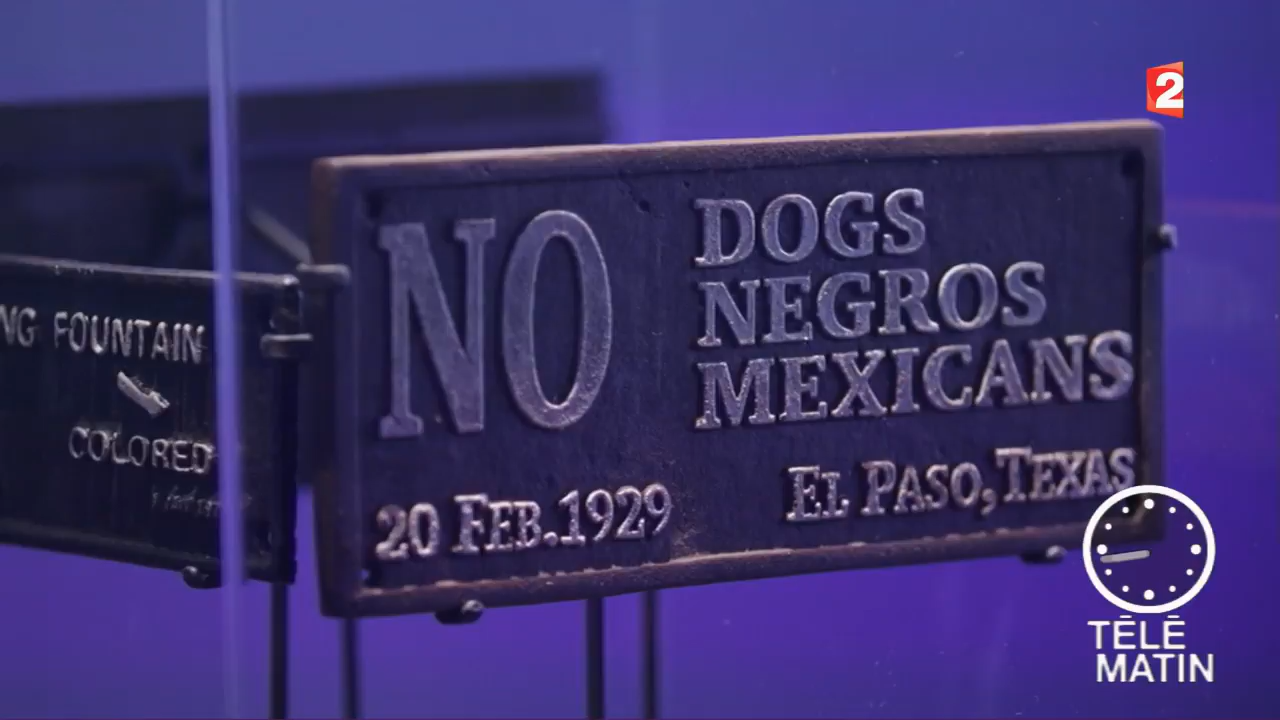 2
NG FOUNTAIN
COLORED
NO
DOGS
NEGROS
MEXICANS
20 FEB.1929
EL PASO, TEXAS
TÉLÉ
MATIN